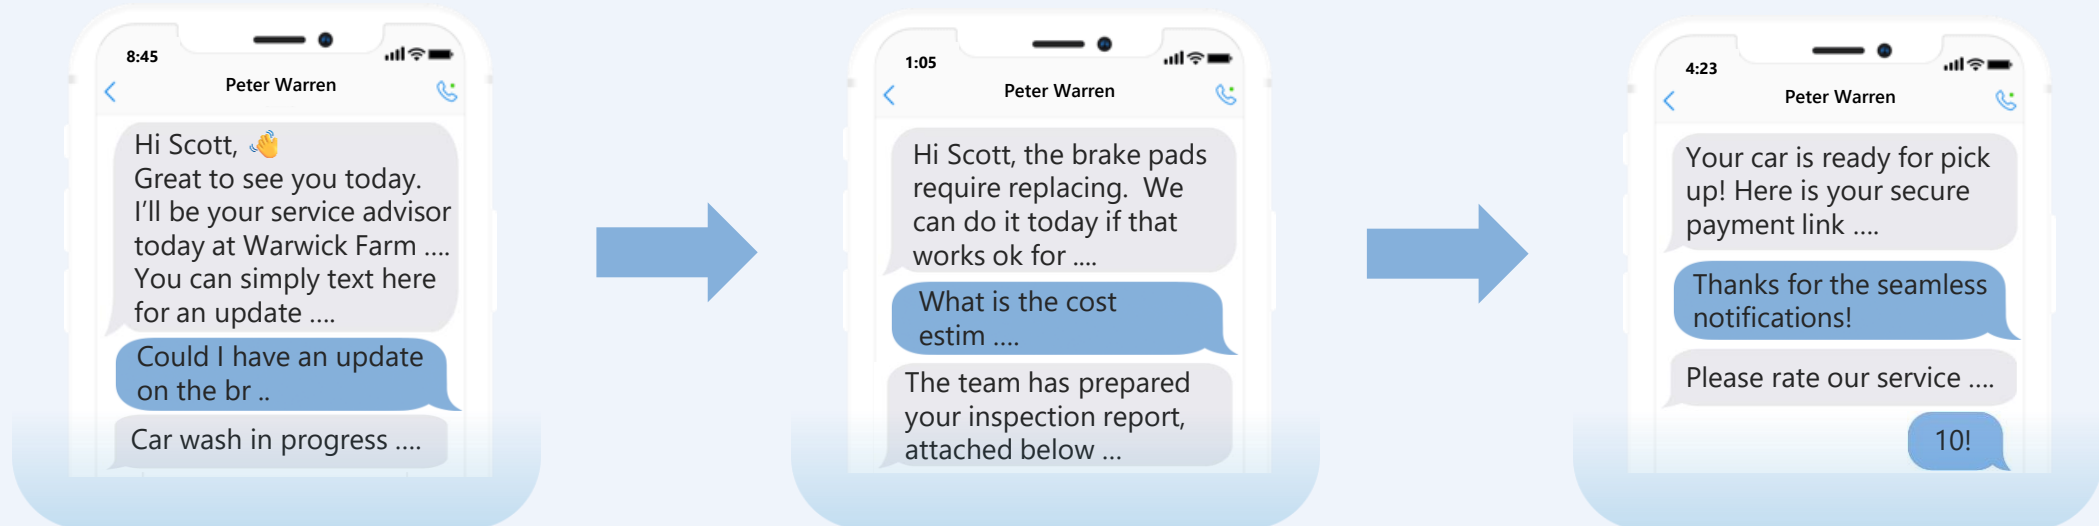 8:45
Peter Warren
Hi Scott, 👋
Great to see you today.
I'll be your service advisor
today at Warwick Farm ....
You can simply text here
for an update ....
Could I have an update
on the br ..
Car wash in progress ....
1:05
Peter Warren
Hi Scott, the brake pads
require replacing.  We
can do it today if that
works ok for ....
What is the cost
estim ....
The team has prepared
your inspection report,
attached below ...
4:23
Peter Warren
Your car is ready for pick
up! Here is your secure
payment link ....
Thanks for the seamless
notifications!
Please rate our service ....
10!